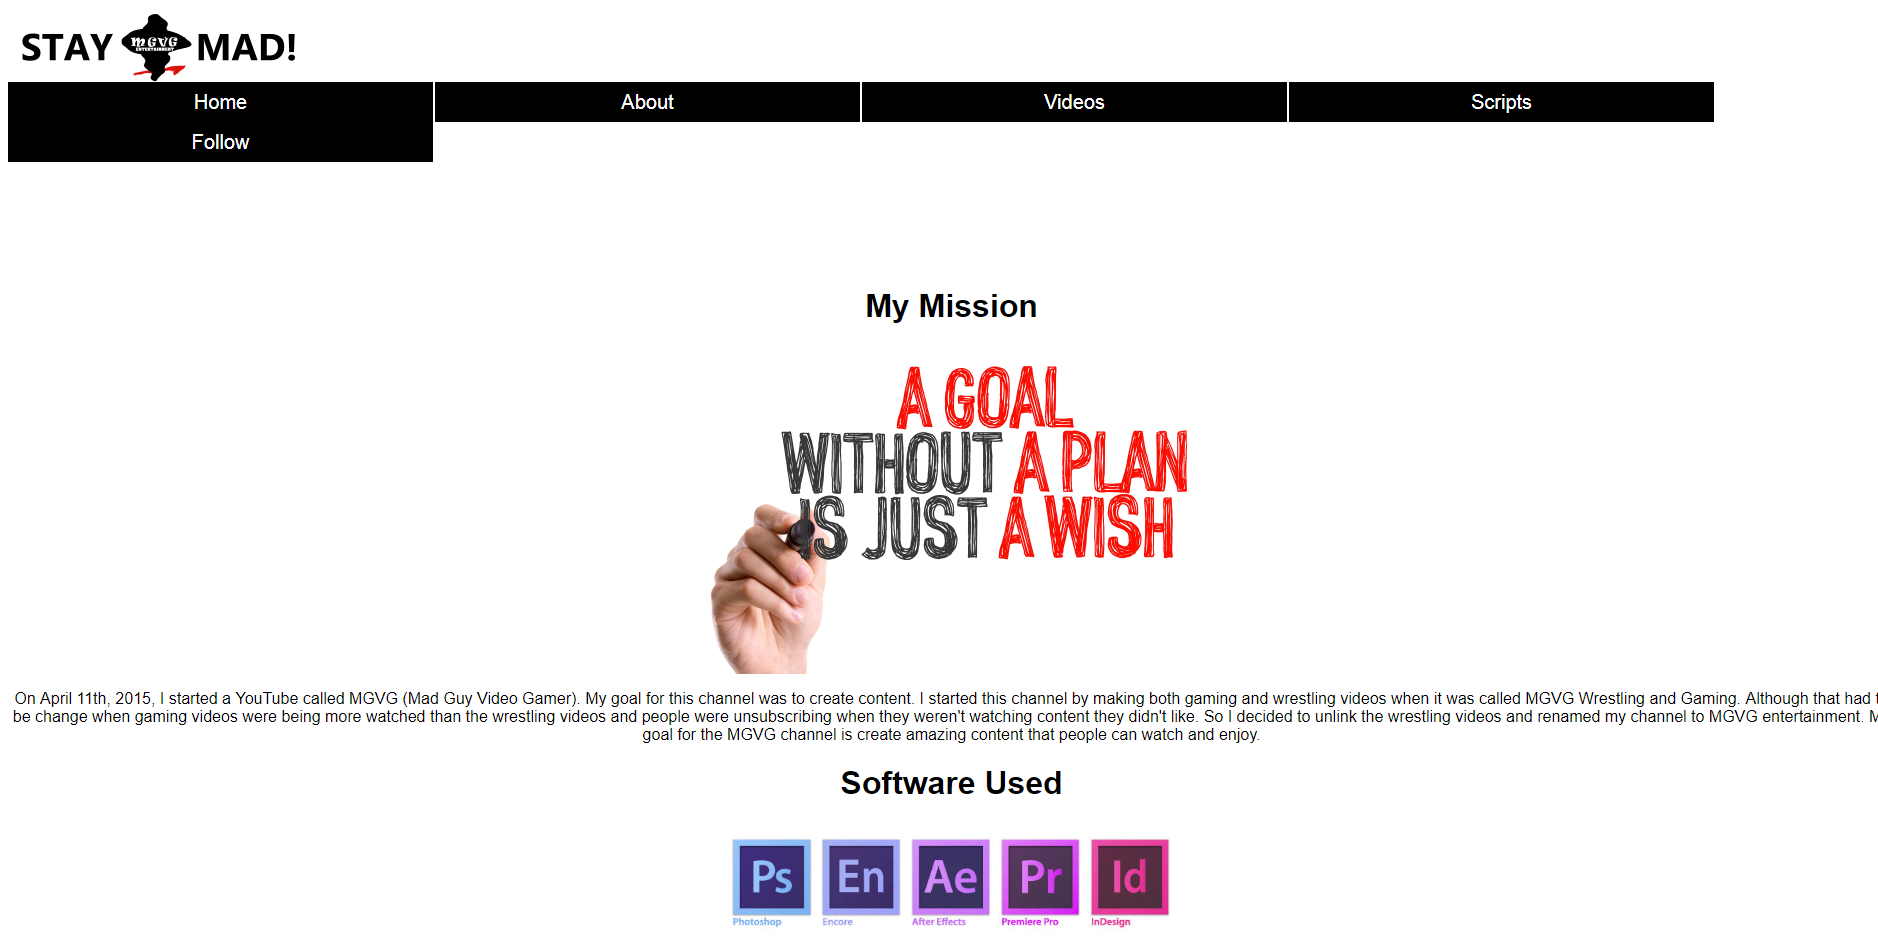 STAY MGVG ENTERTAINMENT MAD!
Home About Videos Scripts
Follow
My Mission
A GOAL
WITHOUT A PLAN
IS JUST A WISH
On April 11th, 2015, I started a YouTube called MGVG (Mad Guy Video Gamer). My goal for this channel was to create content. I started this channel by making both gaming and wrestling videos when it was called MGVG Wrestling and Gaming. Although that had
be change when gaming videos were being more watched than the wrestling videos and people were unsubscribing when they weren't watching content they didn't like. So I decided to unlink the wrestling videos and renamed my channel to MGVG entertainment.
goal for the MGVG channel is create amazing content that people can watch and enjoy.
Software Used
Ps En Ae Pr Id
Photoshop Encore After Effects Premiere Pro InDesign